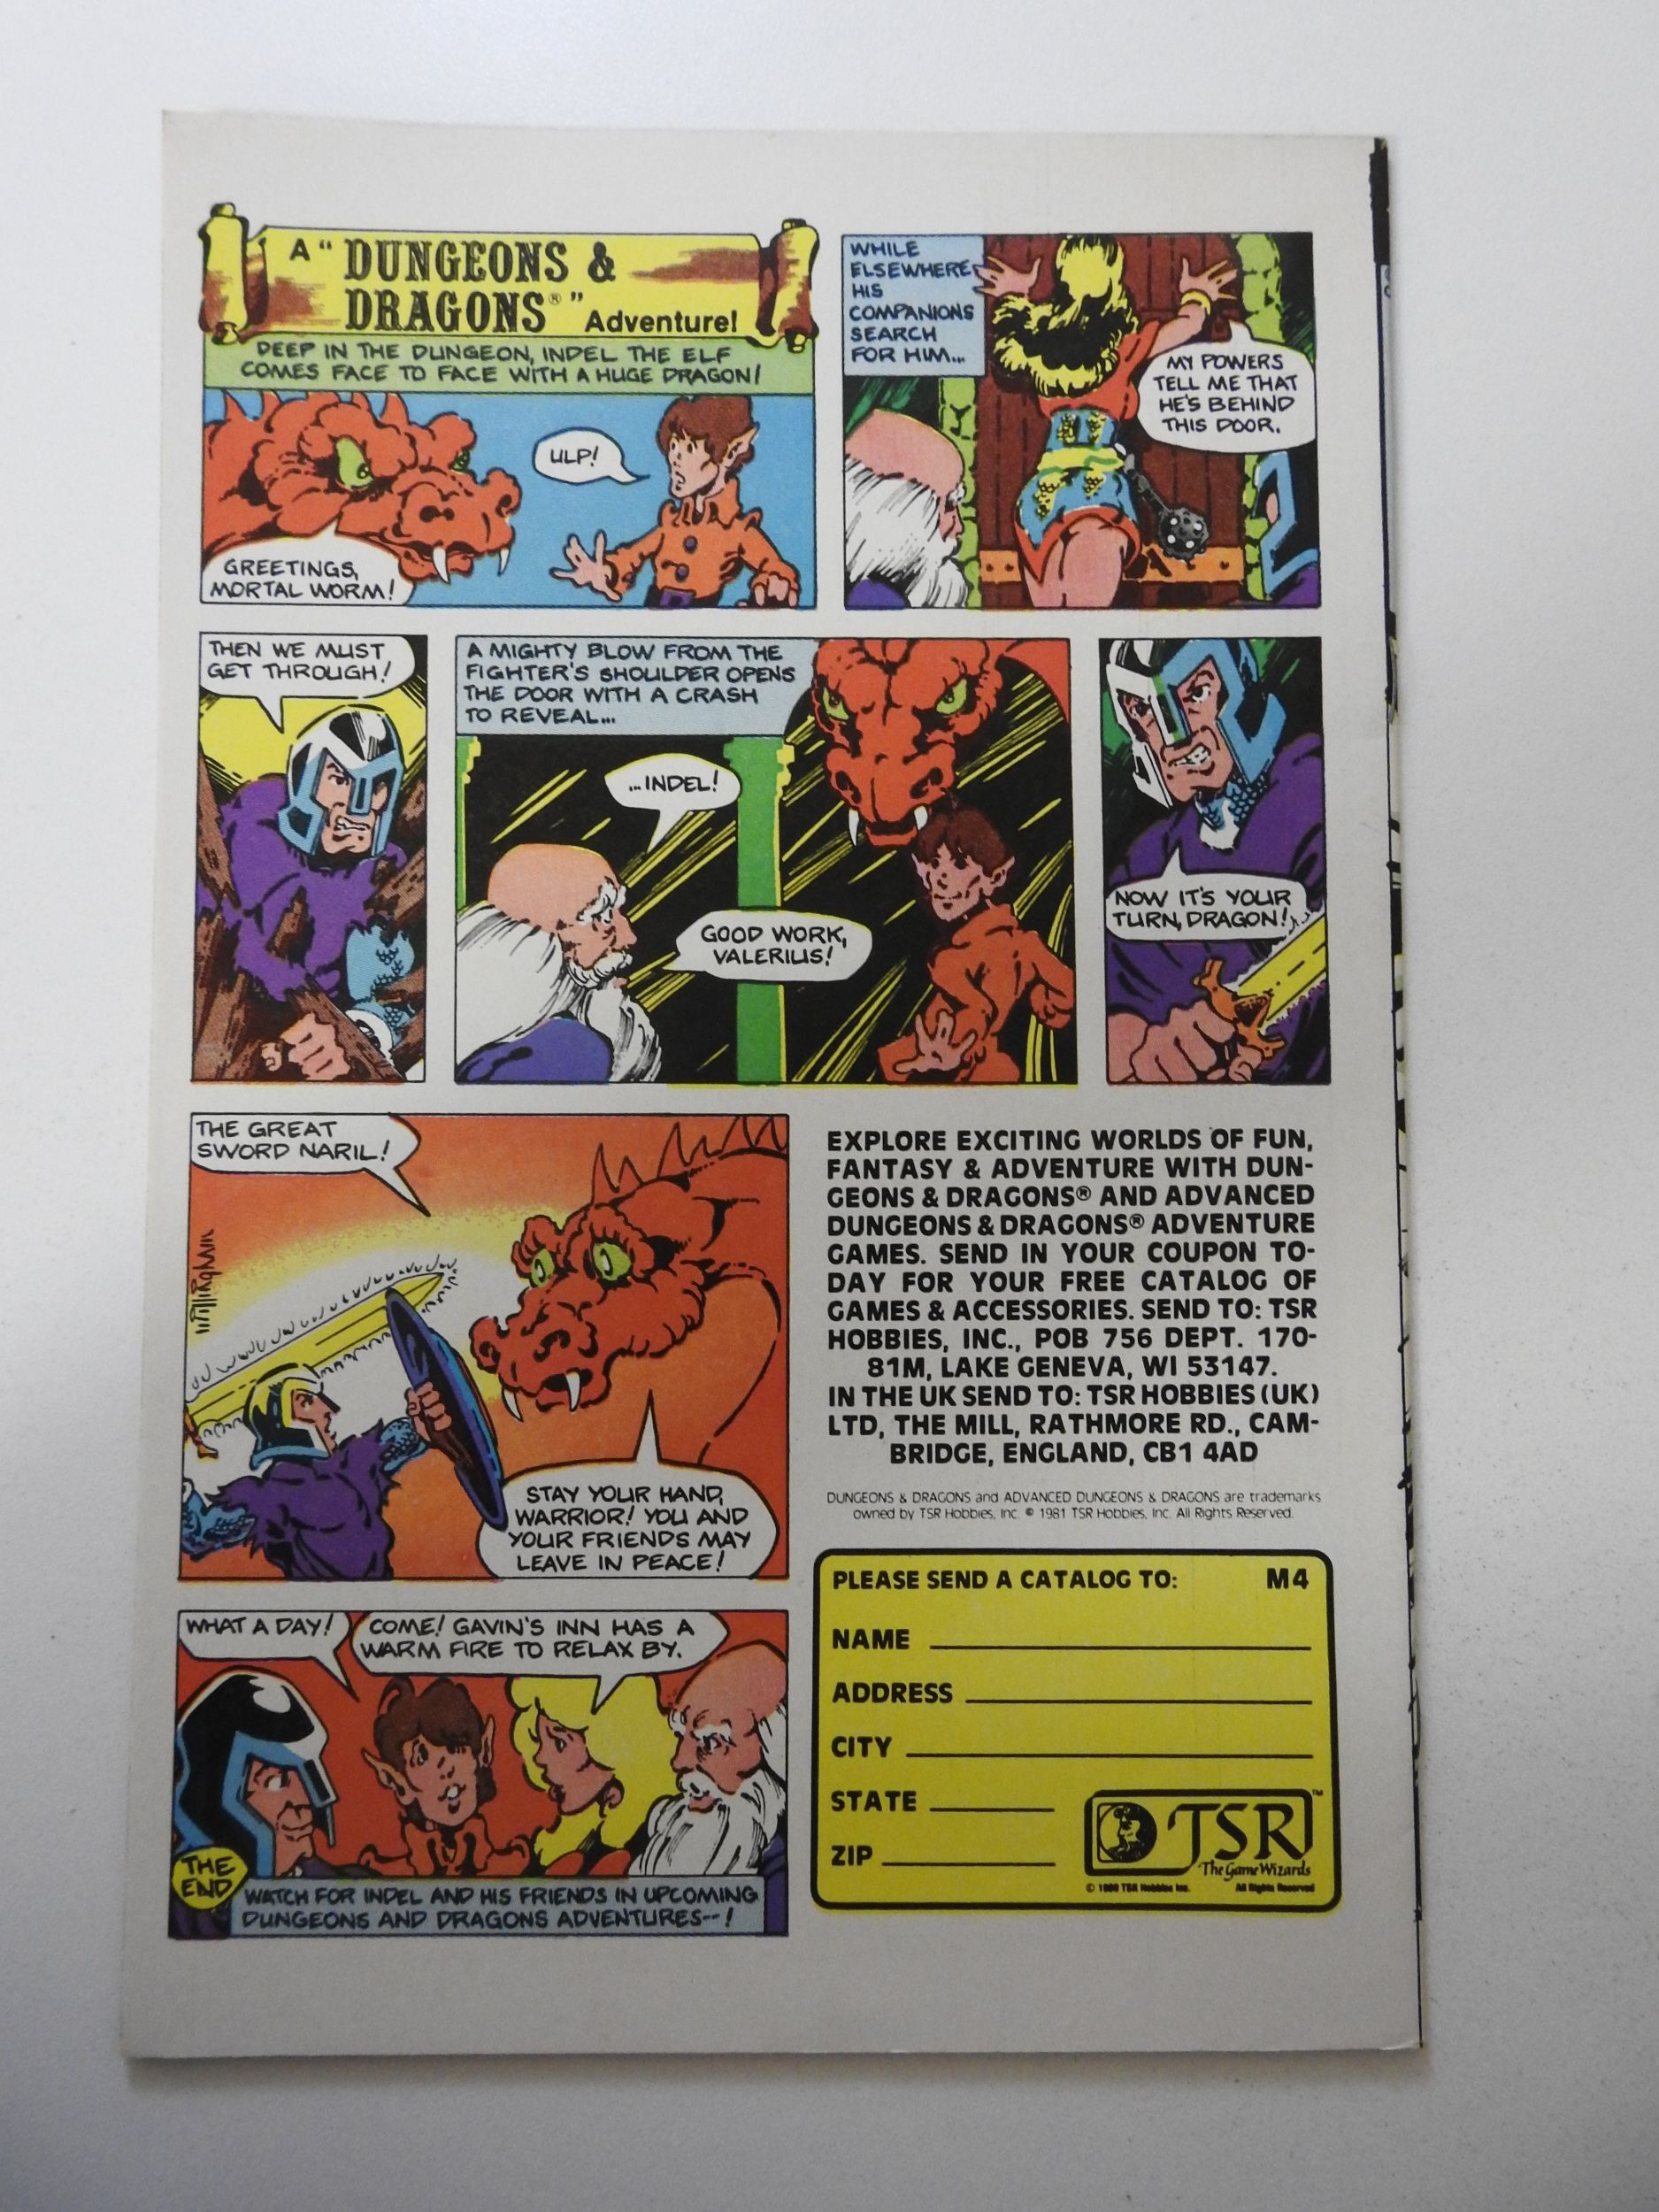 A "DUNGEONS &
DRAGONS®" Adventure!
DEEP IN THE DUNGEON, INDEL THE ELF
COMES FACE TO FACE WITH A HUGE DRAGON!
ULP!
GREETINGS,
MORTAL WORM!
WHILE
ELSEWHERE
HIS
COMPANIONS
SEARCH
FOR HIM...
MY POWERS
TELL ME THAT
HE'S BEHIND
THIS DOOR.
THEN WE MUST
GET THROUGH!
A MIGHTY BLOW FROM THE
FIGHTER'S SHOULDER OPENS
THE DOOR WITH A CRASH
TO REVEAL...
...INDEL!
GOOD WORK,
VALERIUS!
NOW IT'S YOUR
TURN, DRAGON!
THE GREAT
SWORD NARIL!
Willingham
STAY YOUR HAND,
WARRIOR! YOU AND
YOUR FRIENDS MAY
LEAVE IN PEACE!
WHAT A DAY!
COME! GAVIN'S INN HAS A
WARM FIRE TO RELAX BY.
THE
END
WATCH FOR INDEL AND HIS FRIENDS IN UPCOMING
DUNGEONS AND DRAGONS ADVENTURES--!
EXPLORE EXCITING WORLDS OF FUN,
FANTASY & ADVENTURE WITH DUN-
GEONS & DRAGONS® AND ADVANCED
DUNGEONS & DRAGONS® ADVENTURE
GAMES. SEND IN YOUR COUPON TO-
DAY FOR YOUR FREE CATALOG OF
GAMES & ACCESSORIES. SEND TO: TSR
HOBBIES, INC., POB 756 DEPT. 170-
81M, LAKE GENEVA, WI 53147.
IN THE UK SEND TO: TSR HOBBIES (UK)
LTD, THE MILL, RATHMORE RD., CAM-
BRIDGE, ENGLAND, CB1 4AD
DUNGEONS & DRAGONS and ADVANCED DUNGEONS & DRAGONS are trademarks
owned by TSR Hobbies, Inc. © 1981 TSR Hobbies, Inc. All Rights Reserved.
PLEASE SEND A CATALOG TO: M4
NAME
ADDRESS
CITY
STATE
ZIP
TSR™
The Game Wizards
© 1980 TSR Hobbies Inc. All Rights Reserved